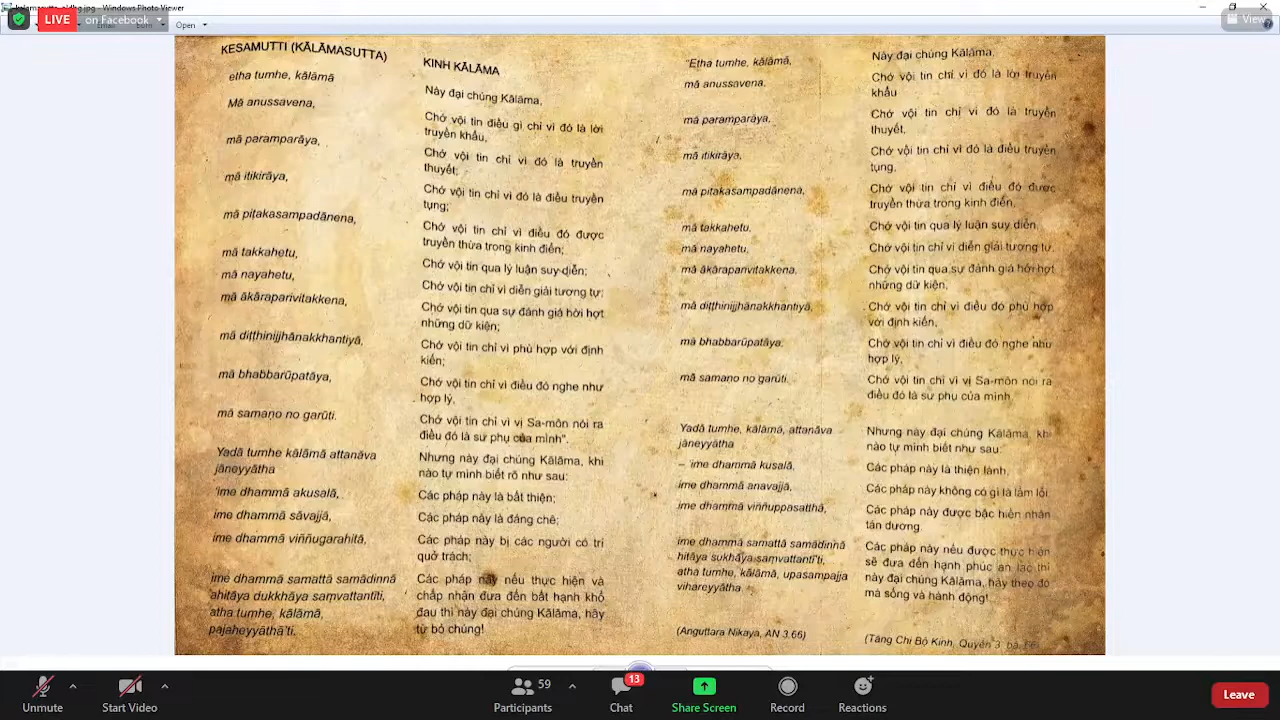 kalamasutta_oldbg.jpg - Windows Photo Viewer
LIVE on Facebook
Open
View
KESAMUTTI (KĀLĀMASUTTA)
etha tumhe, kālāmā
Mā anussavena,
mā paramparāya,
mā itikirāya,
mā piṭakasampadānena,
mā takkahetu,
mā nayahetu,
mā ākāraparivitakkena,
mā diṭṭhinijjhānakkhantiyā,
mā bhabbarūpatāya,
mā samaṇo no garūti.
Yadā tumhe kālāmā attanāva
jāneyyātha
'ime dhammā akusalā,
ime dhammā sāvajjā,
ime dhammā viññugarahitā,
ime dhammā samattā samādinnā
ahitāya dukkhāya saṃvattantīti,
atha tumhe, kālāmā,
pajaheyyāthā'ti.
KINH KĀLĀMA
Này đại chúng Kālāma,
Chớ vội tin điều gì chỉ vì đó là lời
truyền khẩu,
Chớ vội tin chỉ vì đó là truyền
thuyết;
Chớ vội tin chỉ vì đó là điều truyền
tụng;
Chớ vội tin chỉ vì điều đó được
truyền thừa trong kinh điển;
Chớ vội tin qua lý luận suy diễn;
Chớ vội tin chỉ vì diễn giải tương tự;
Chớ vội tin qua sự đánh giá hời hợt
những dữ kiện;
Chớ vội tin chỉ vì phù hợp với định
kiến;
Chớ vội tin chỉ vì điều đó nghe như
hợp lý,
Chớ vội tin chỉ vì vị Sa-môn nói ra
điều đó là sư phụ của mình".
Nhưng này đại chúng Kālāma, khi
nào tự mình biết rõ như sau:
Các pháp này là bất thiện;
Các pháp này là đáng chê;
Các pháp này bị các người có trí
quở trách;
Các pháp này nếu thực hiện và
chấp nhận đưa đến bất hạnh khổ
đau thì này đại chúng Kālāma, hãy
từ bỏ chúng!
"Etha tumhe, kālāmā,
mā anussavena.
mā paramparāya,
mā itikirāya,
mā piṭakasampadānena,
mā takkahetu,
mā nayahetu,
mā ākāraparivitakkena,
mā diṭṭhinijjhānakkhantiyā,
mā bhabbarūpatāya,
mā samaṇo no garūti.
Yadā tumhe, kālāmā, attanāva
jāneyyātha
– 'ime dhammā kusalā,
ime dhammā anavajjā,
ime dhammā viññuppasatthā,
ime dhammā samattā samādinnā
hitāya sukhāya saṃvattantī'ti,
atha tumhe, kālāmā, upasampajja
vihareyyātha.
(Anguttara Nikaya, AN 3.66)
Này đại chúng Kālāma,
Chớ vội tin chỉ vì đó là lời truyền
khẩu
Chớ vội tin chỉ vì đó là truyền
thuyết,
Chớ vội tin chỉ vì đó là điều truyền
tụng,
Chớ vội tin chỉ vì điều đó được
truyền thừa trong kinh điển,
Chớ vội tin qua lý luận suy diễn,
Chớ vội tin chỉ vì diễn giải tương tự,
Chớ vội tin qua sự đánh giá hời hợt
những dữ kiện,
Chớ vội tin chỉ vì điều đó phù hợp
với định kiến,
Chớ vội tin chỉ vì điều đó nghe như
hợp lý,
Chớ vội tin chỉ vì vị Sa-môn nói ra
điều đó là sư phụ của mình,
Nhưng này đại chúng Kālāma, khi
nào tự mình biết như sau:
Các pháp này là thiện lành,
Các pháp này không có gì là lầm lỗi
Các pháp này được bậc hiền nhân
tán dương,
Các pháp này nếu được thực hiện
sẽ đưa đến hạnh phúc an lạc thì
này đại chúng Kālāma, hãy theo đó
mà sống và hành động!
(Tăng Chi Bộ Kinh, Quyển 3
Unmute
Start Video
59
Participants
13
Chat
Share Screen
Record
Reactions
Leave